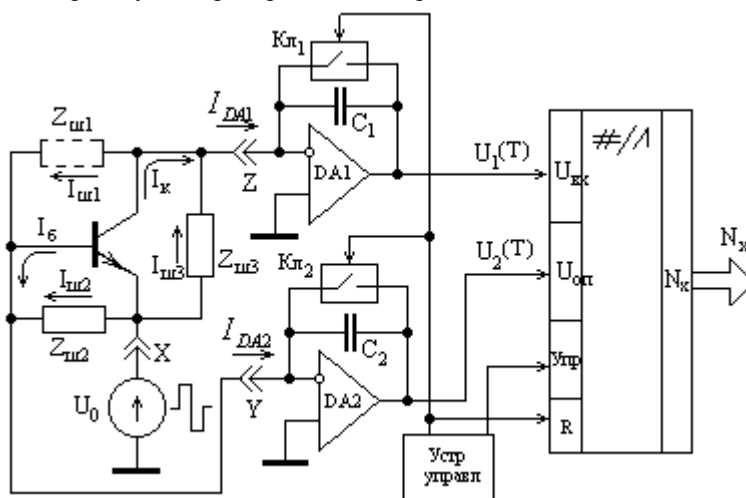 Кл₁
I_DA1
Z_ш1
C₁
#/Λ
I_ш1
I_к
Z
DA1
U₁(T)
U_вх
I_б
I_ш3
Z_ш3
Кл₂
U₂(T)
N_x
I_ш2
I_DA2
U_оп
N_x
Z_ш2
X
C₂
Упр
U₀
Y
DA2
R
Устр
управл